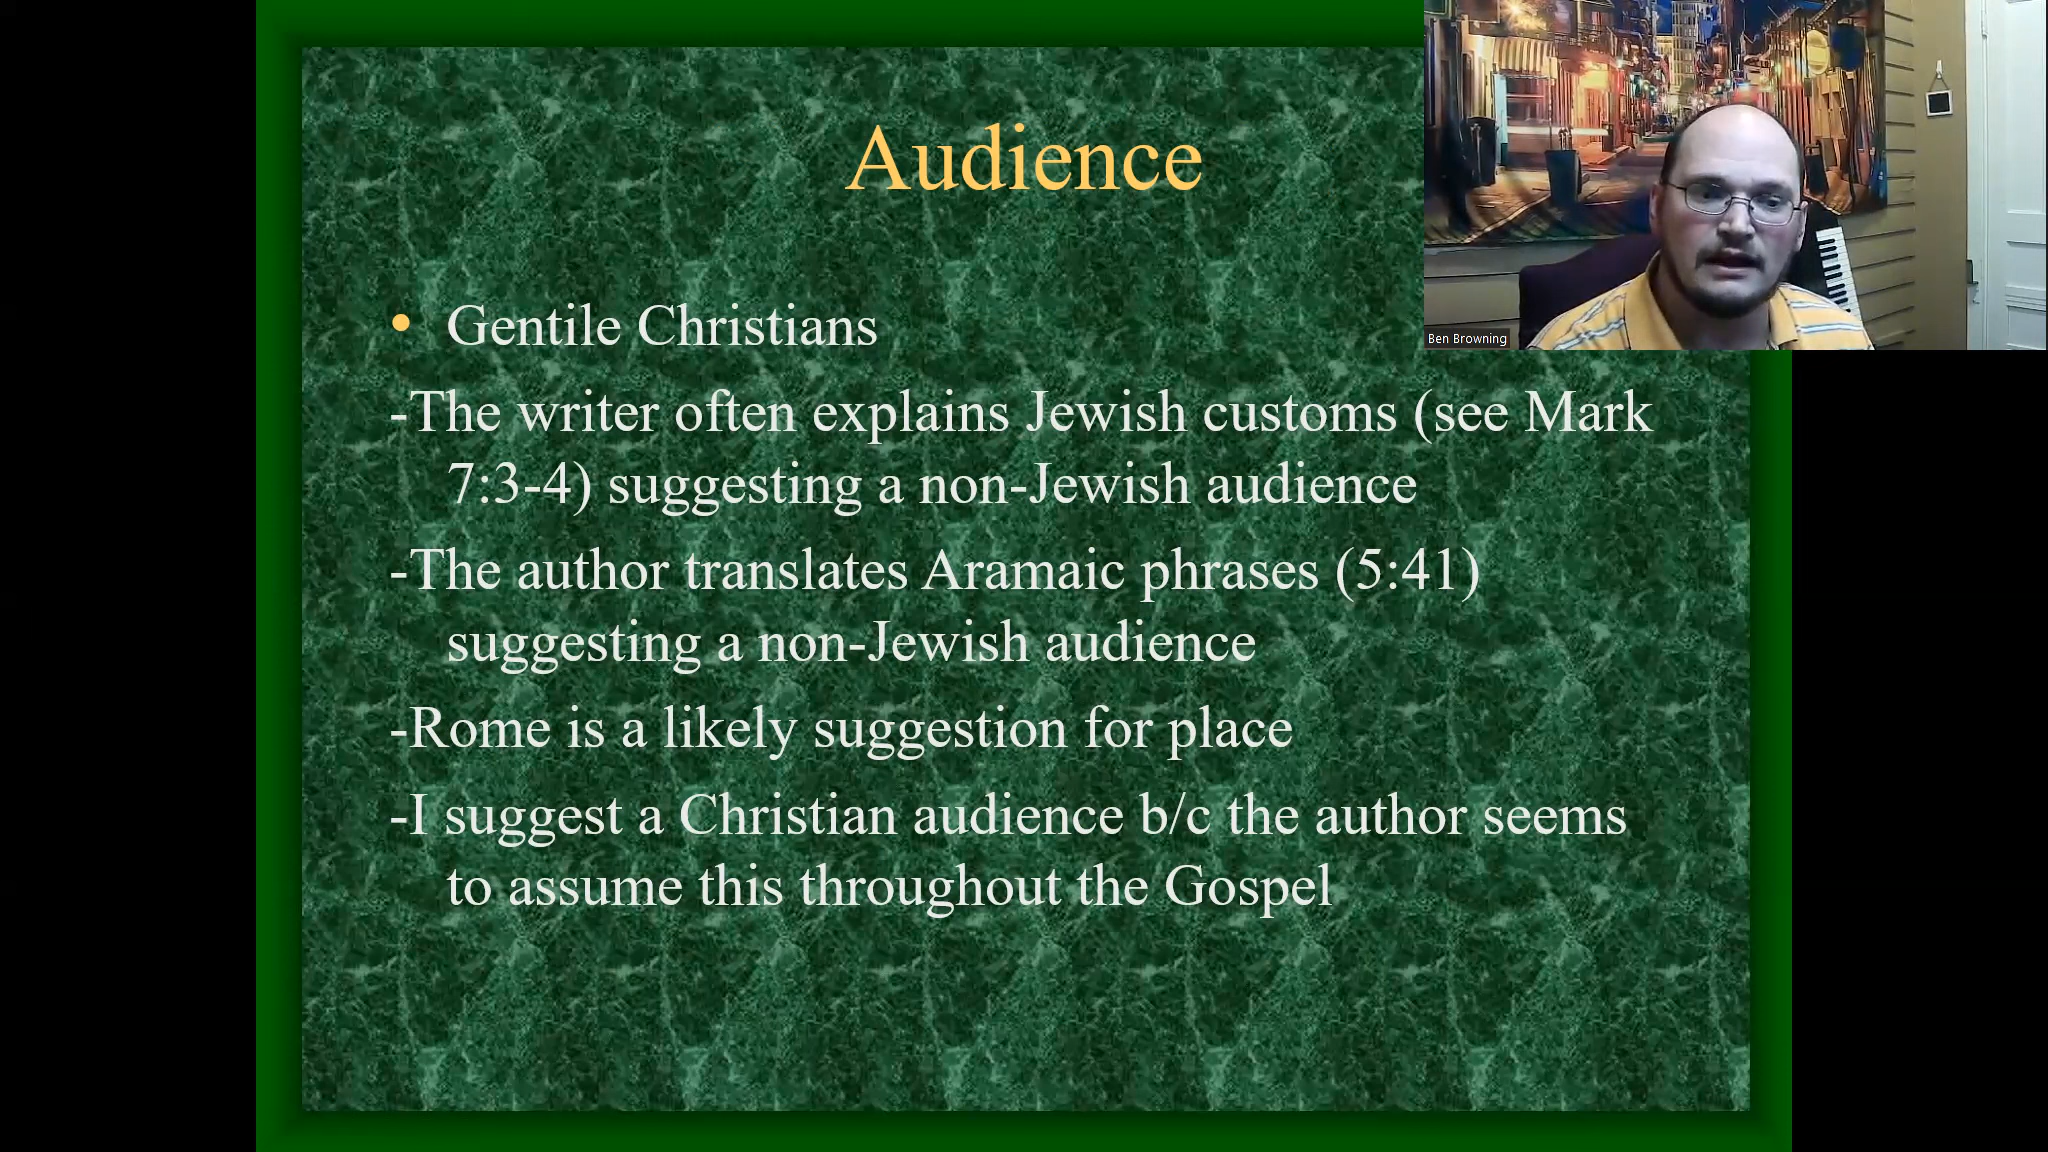 Audience
• Gentile Christians
-The writer often explains Jewish customs (see Mark
7:3-4) suggesting a non-Jewish audience
-The author translates Aramaic phrases (5:41)
suggesting a non-Jewish audience
-Rome is a likely suggestion for place
-I suggest a Christian audience b/c the author seems
to assume this throughout the Gospel
Ben Browning